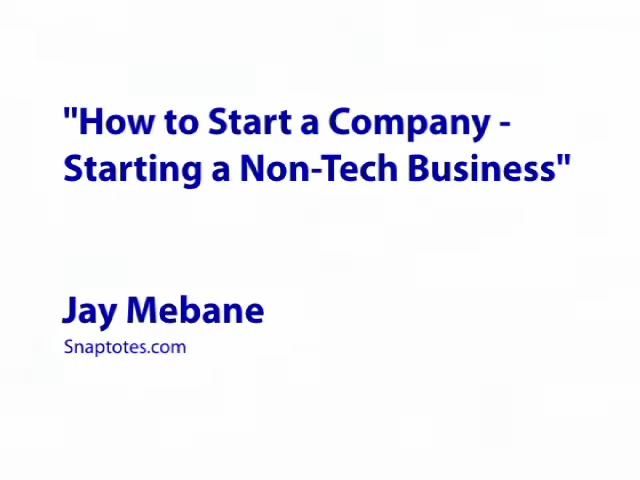 "How to Start a Company -
Starting a Non-Tech Business"
Jay Mebane
Snaptotes.com